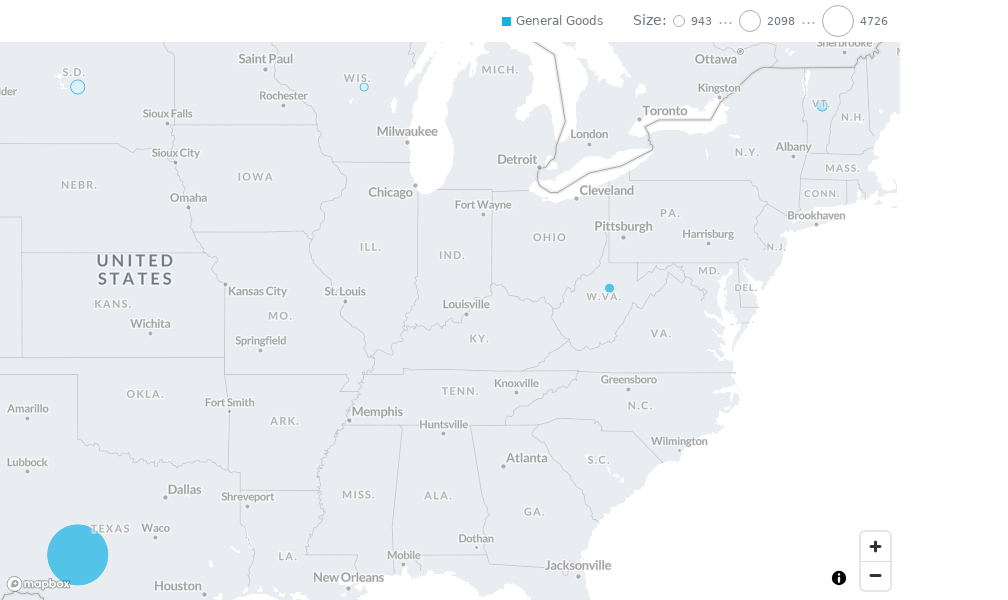 General Goods
Size: 943 ... 2098 ... 4726
Sherbrooke
Ottawa
Saint Paul
MICH.
S.D.
WIS.
Kingston
lder
Rochester
VT.
Toronto
N.H.
Sioux Falls
Milwaukee
London
Albany
N.Y.
Sioux City
Detroit
MASS.
NEBR.
IOWA
Chicago
Cleveland
CONN.
Omaha
Fort Wayne
Brookhaven
PA.
Pittsburgh
Harrisburg
OHIO
ILL.
IND.
N.J.
UNITED
STATES
MD.
DEL.
Kansas City
St. Louis
W.VA.
KANS.
Louisville
MO.
Wichita
VA.
Springfield
KY.
Knoxville
Greensboro
OKLA.
TENN.
Fort Smith
N.C.
Amarillo
Memphis
ARK.
Huntsville
Wilmington
Atlanta
S.C.
Lubbock
Dallas
Shreveport
MISS.
ALA.
GA.
TEXAS
Waco
Dothan
LA.
Mobile
Jacksonville
New Orleans
Houston
mapbox